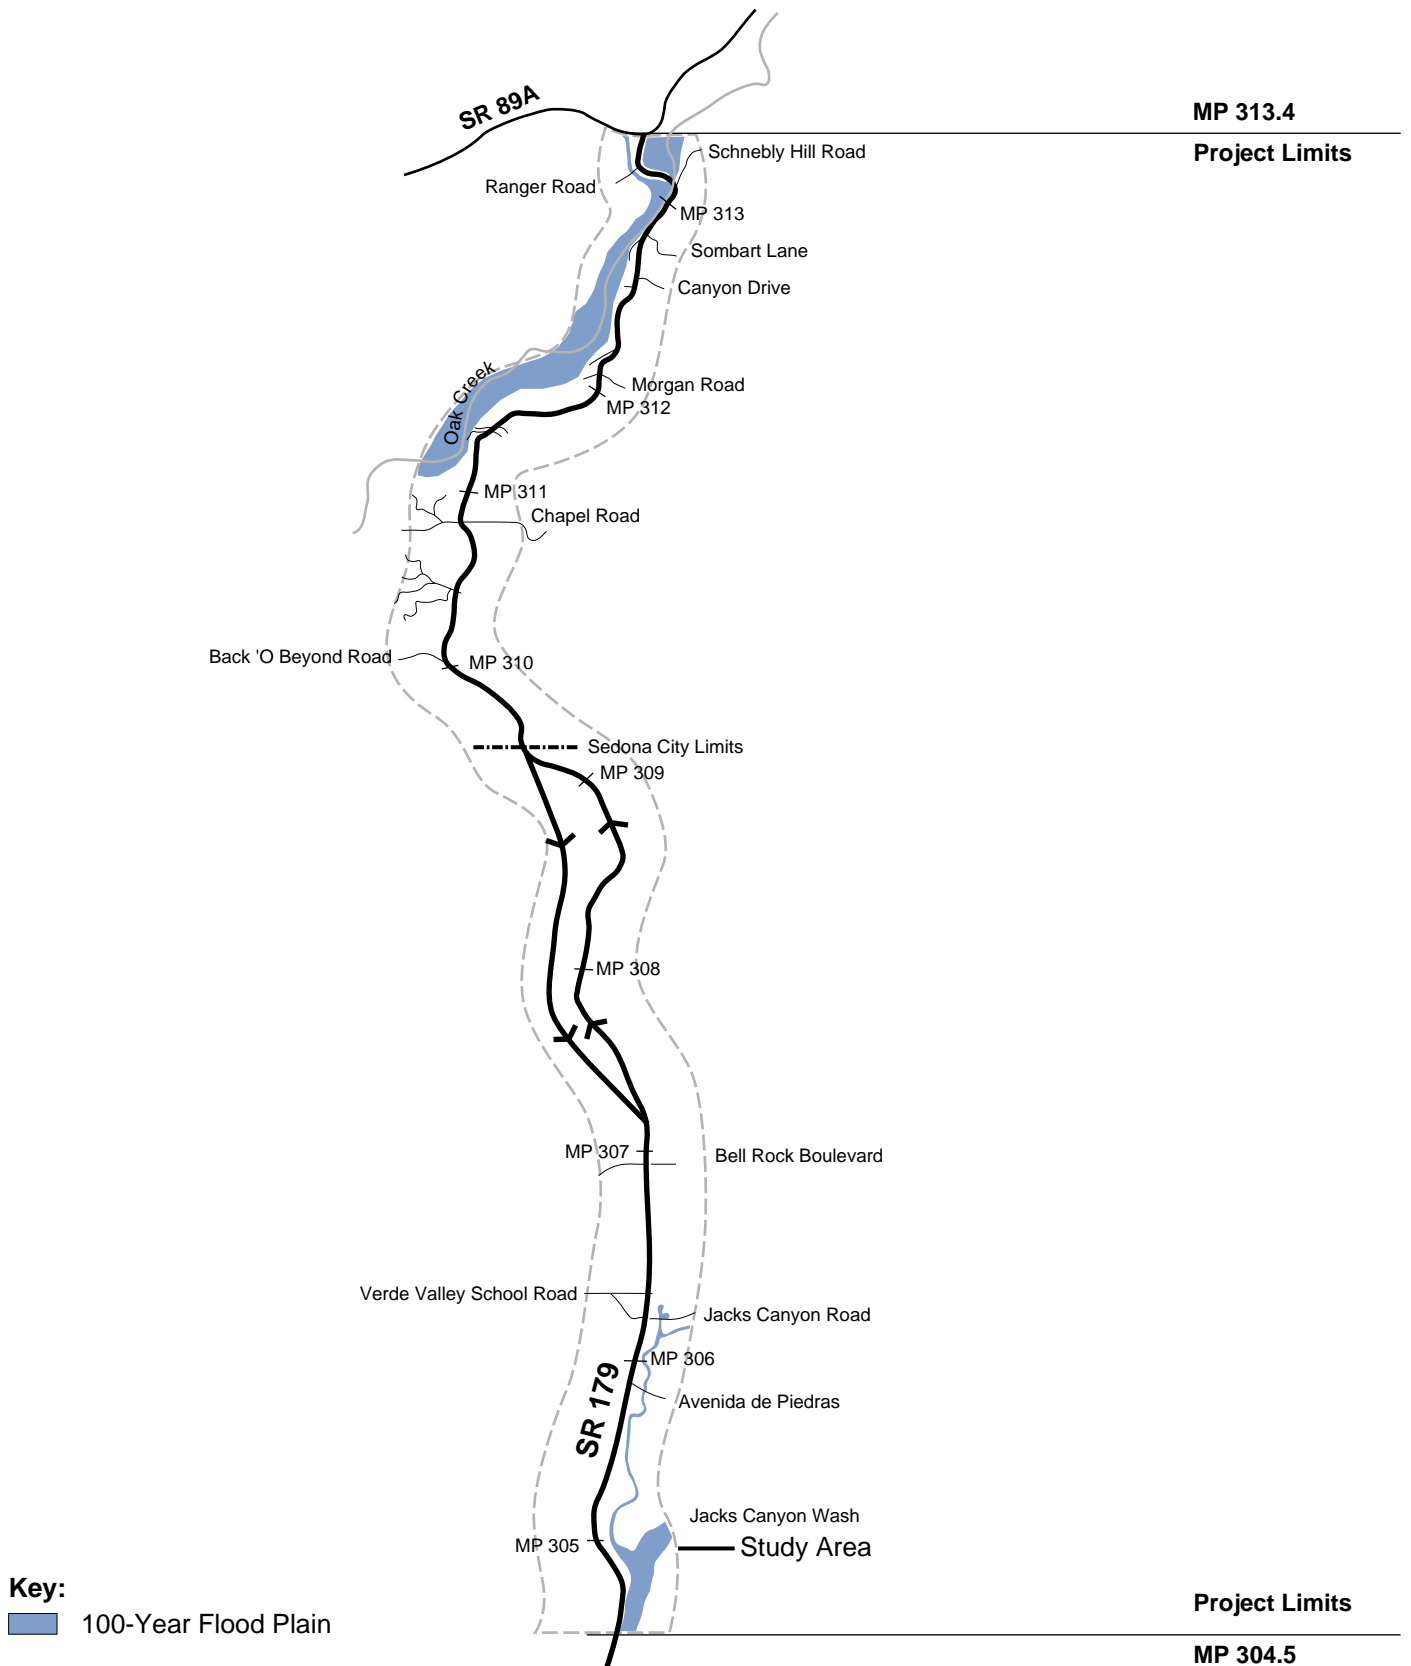 SR 89A
MP 313.4
Project Limits
Schnebly Hill Road
Ranger Road
MP 313
Sombart Lane
Canyon Drive
Oak Creek
Morgan Road
MP 312
MP 311
Chapel Road
Back 'O Beyond Road
MP 310
Sedona City Limits
MP 309
MP 308
MP 307
Bell Rock Boulevard
Verde Valley School Road
Jacks Canyon Road
MP 306
SR 179
Avenida de Piedras
Jacks Canyon Wash
MP 305
Study Area
Key:
100-Year Flood Plain
Project Limits
MP 304.5